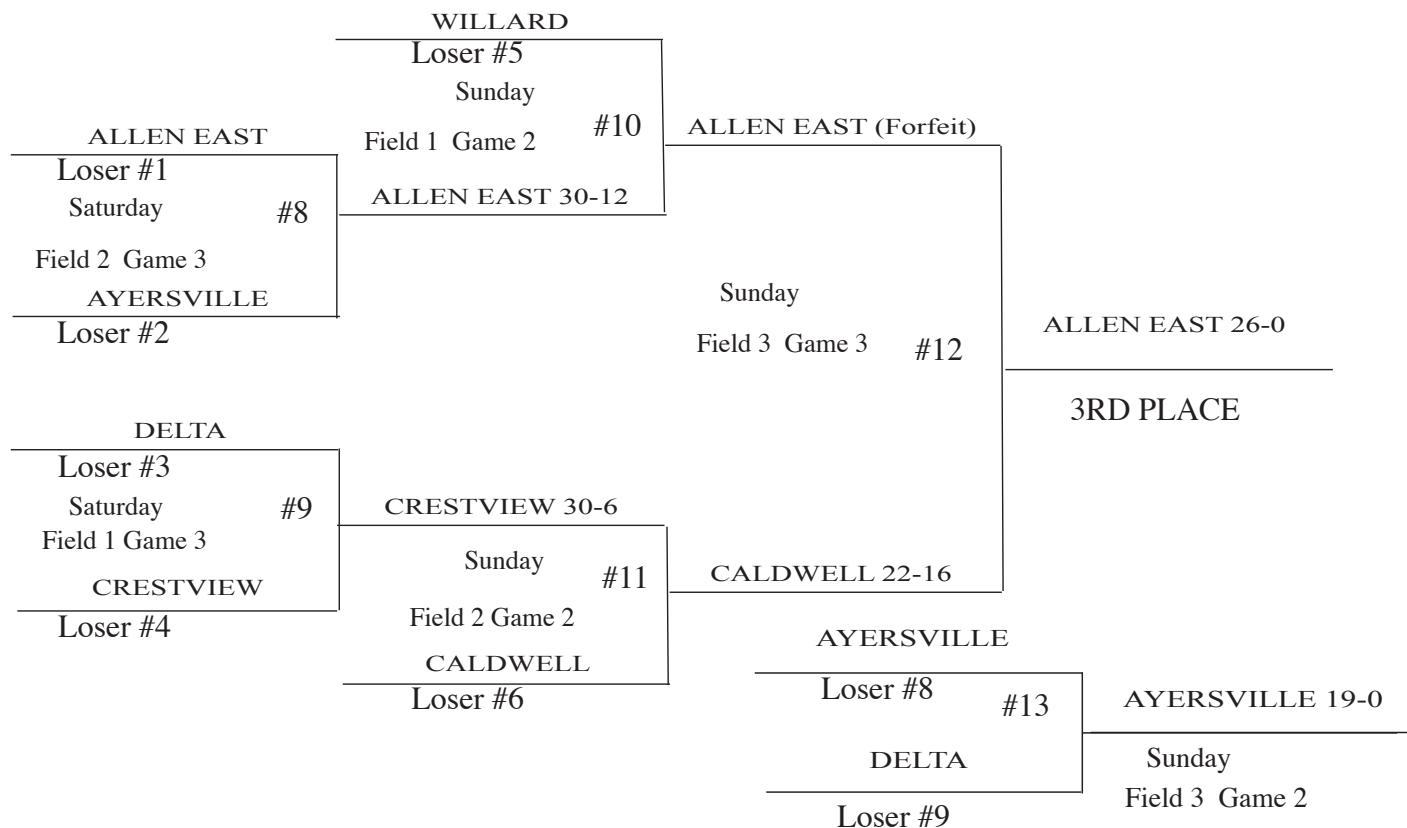 WILLARD
Loser #5
Sunday
Field 1 Game 2
#10
ALLEN EAST
Loser #1
Saturday
#8
Field 2 Game 3
AYERSVILLE
Loser #2
ALLEN EAST (Forfeit)
ALLEN EAST 30-12
Sunday
Field 3 Game 3
#12
ALLEN EAST 26-0
3RD PLACE
DELTA
Loser #3
Saturday
#9
Field 1 Game 3
CRESTVIEW
Loser #4
CRESTVIEW 30-6
Sunday
#11
Field 2 Game 2
CALDWELL
Loser #6
CALDWELL 22-16
AYERSVILLE
Loser #8
#13
DELTA
Loser #9
AYERSVILLE 19-0
Sunday
Field 3 Game 2